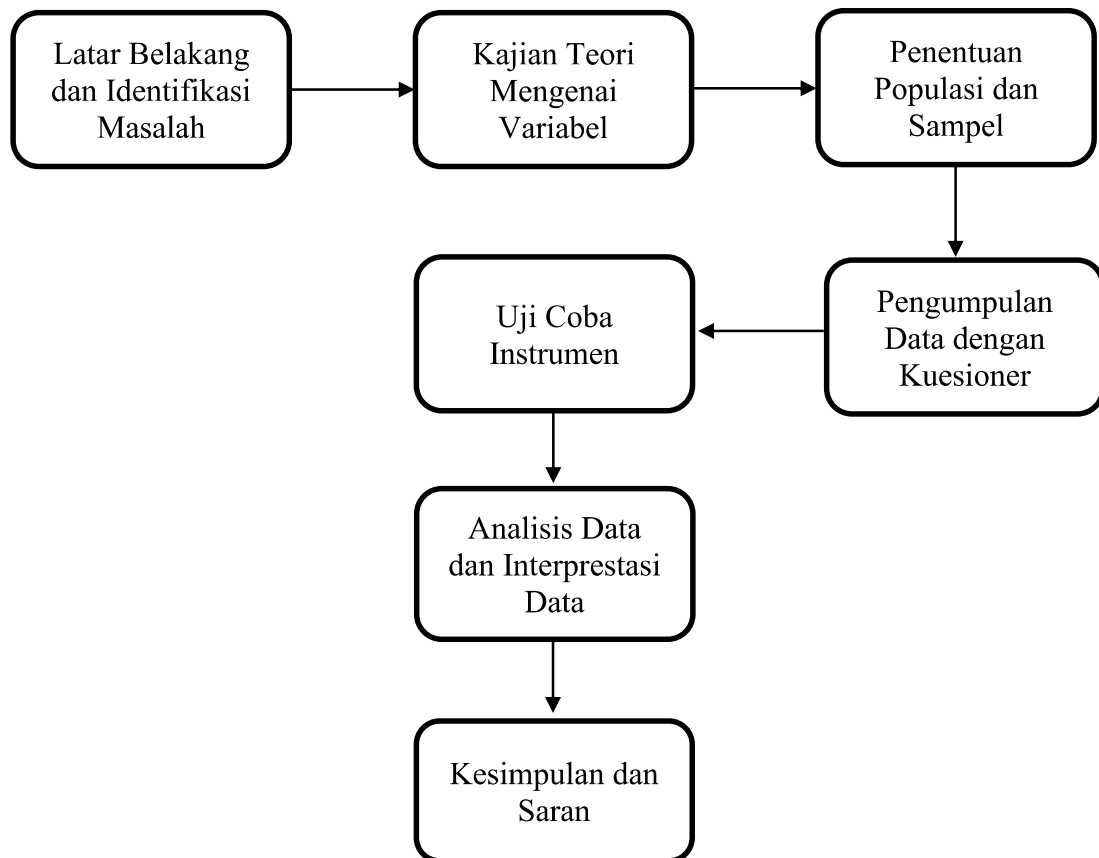 Latar Belakang
dan Identifikasi
Masalah
Kajian Teori
Mengenai
Variabel
Penentuan
Populasi dan
Sampel
Pengumpulan
Data dengan
Kuesioner
Uji Coba
Instrumen
Analisis Data
dan Interprestasi
Data
Kesimpulan dan
Saran